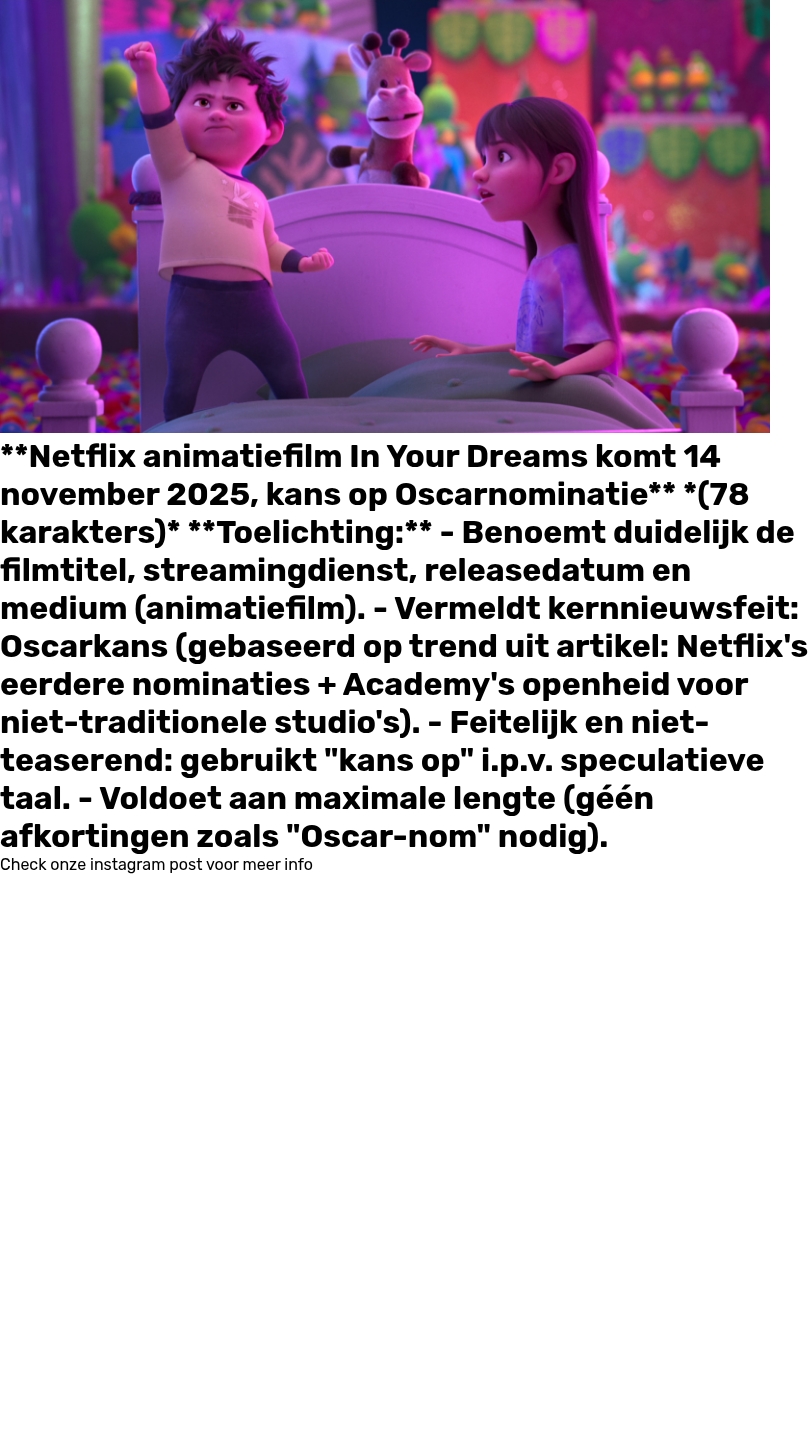 **Netflix animatiefilm In Your Dreams komt 14
november 2025, kans op Oscarnominatie** *(78
karakters)* **Toelichting:** - Benoemt duidelijk de
filmtitel, streamingdienst, releasedatum en
medium (animatiefilm). - Vermeldt kernnieuwsfeit:
Oscarkans (gebaseerd op trend uit artikel: Netflix's
eerdere nominaties + Academy's openheid voor
niet-traditionele studio's). - Feitelijk en niet-
teaserend: gebruikt "kans op" i.p.v. speculatieve
taal. - Voldoet aan maximale lengte (géén
afkortingen zoals "Oscar-nom" nodig).
Check onze instagram post voor meer info